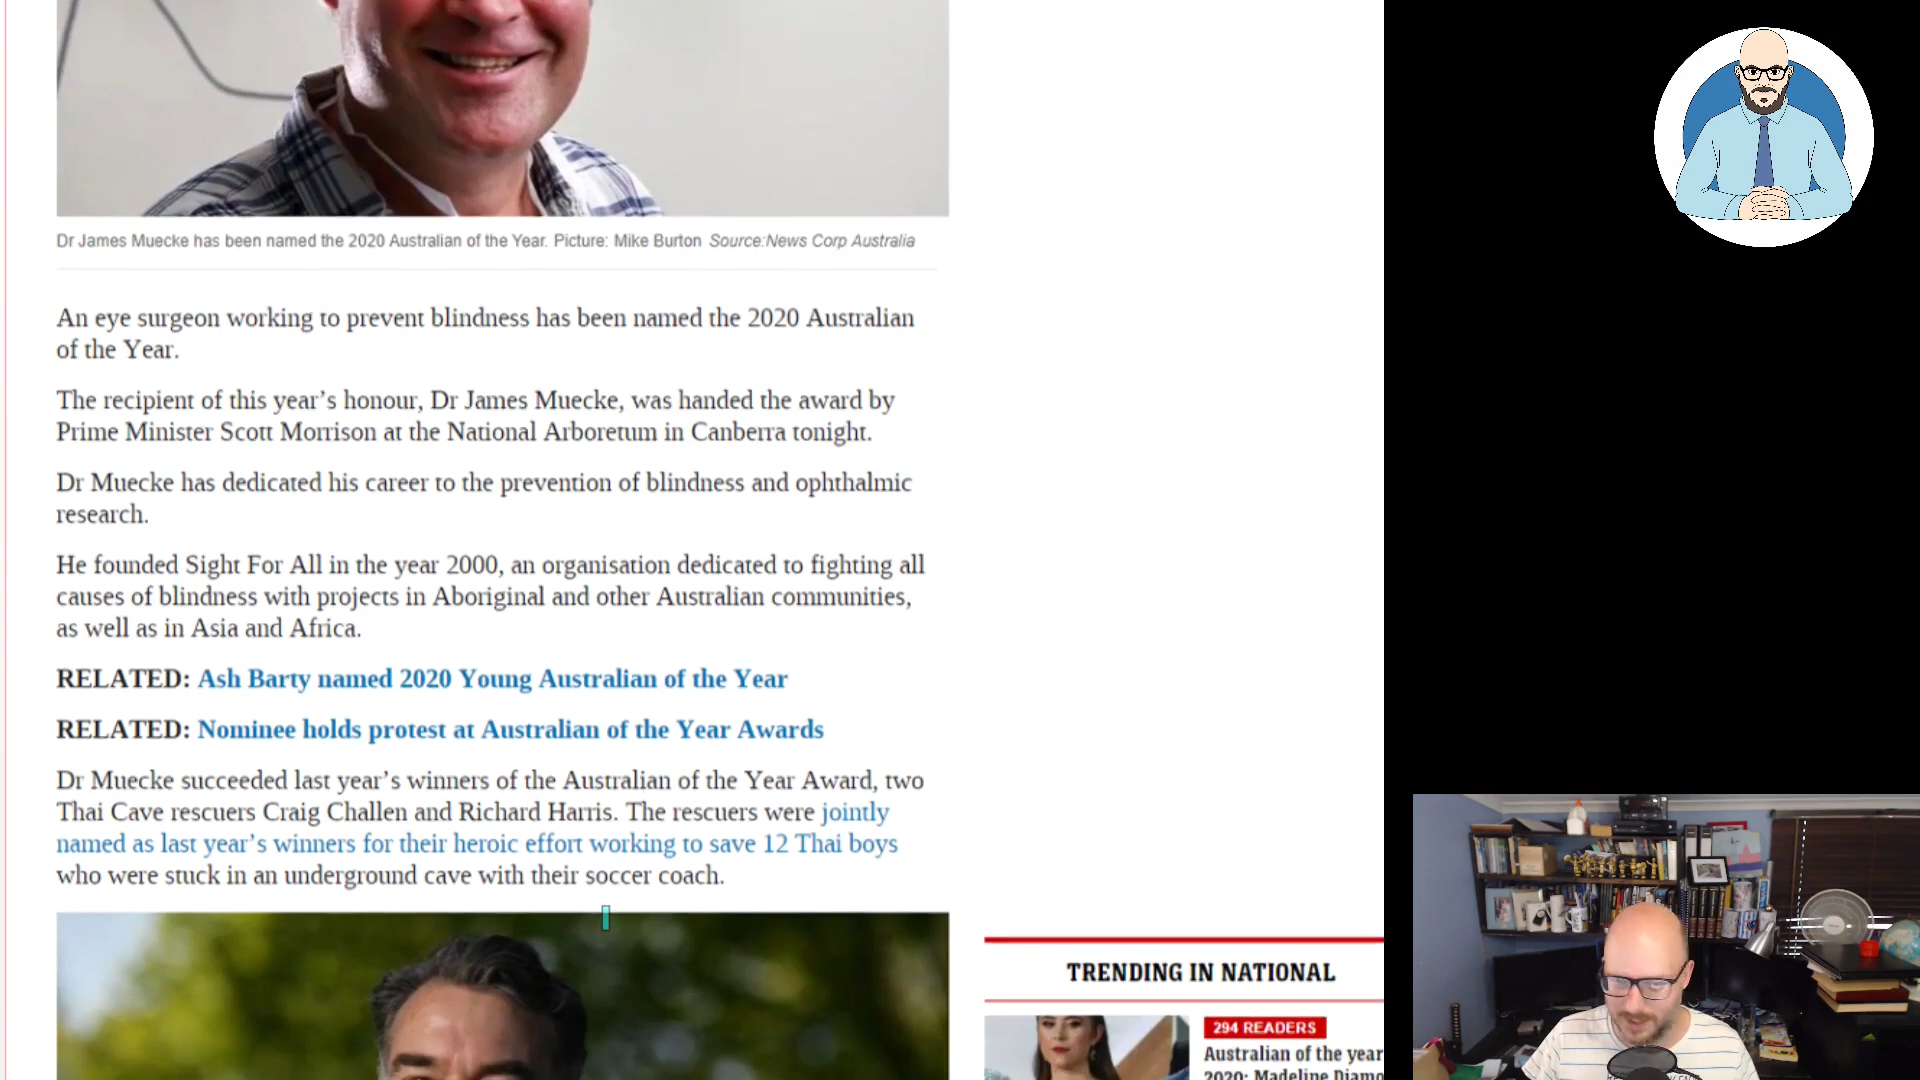 Dr James Muecke has been named the 2020 Australian of the Year. Picture: Mike Burton Source:News Corp Australia
An eye surgeon working to prevent blindness has been named the 2020 Australian
of the Year.
The recipient of this year’s honour, Dr James Muecke, was handed the award by
Prime Minister Scott Morrison at the National Arboretum in Canberra tonight.
Dr Muecke has dedicated his career to the prevention of blindness and ophthalmic
research.
He founded Sight For All in the year 2000, an organisation dedicated to fighting all
causes of blindness with projects in Aboriginal and other Australian communities,
as well as in Asia and Africa.
RELATED: Ash Barty named 2020 Young Australian of the Year
RELATED: Nominee holds protest at Australian of the Year Awards
Dr Muecke succeeded last year’s winners of the Australian of the Year Award, two
Thai Cave rescuers Craig Challen and Richard Harris. The rescuers were jointly
named as last year’s winners for their heroic effort working to save 12 Thai boys
who were stuck in an underground cave with their soccer coach.
TRENDING IN NATIONAL
294 READERS
Australian of the year
2020: Madeline Diamo